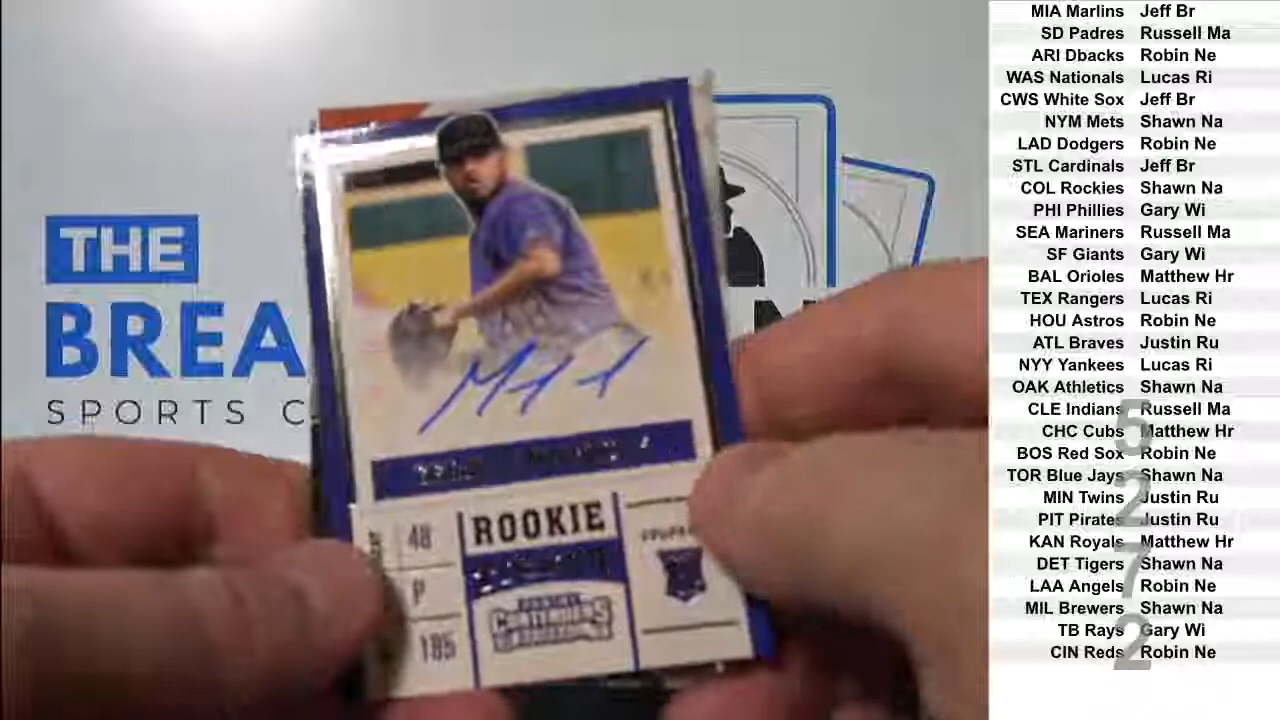 THE
BREA
SPORTS C
N
48
P
185
ROOKIE
CONTENDERS
MIA Marlins Jeff Br
SD Padres Russell Ma
ARI Dbacks Robin Ne
WAS Nationals Lucas Ri
CWS White Sox Jeff Br
NYM Mets Shawn Na
LAD Dodgers Robin Ne
STL Cardinals Jeff Br
COL Rockies Shawn Na
PHI Phillies Gary Wi
SEA Mariners Russell Ma
SF Giants Gary Wi
BAL Orioles Matthew Hr
TEX Rangers Lucas Ri
HOU Astros Robin Ne
ATL Braves Justin Ru
NYY Yankees Lucas Ri
OAK Athletics Shawn Na
CLE Indians Russell Ma
CHC Cubs Matthew Hr
BOS Red Sox Robin Ne
TOR Blue Jays Shawn Na
MIN Twins Justin Ru
PIT Pirates Justin Ru
KAN Royals Matthew Hr
DET Tigers Shawn Na
LAA Angels Robin Ne
MIL Brewers Shawn Na
TB Rays Gary Wi
CIN Reds Robin Ne
5
2
7
2